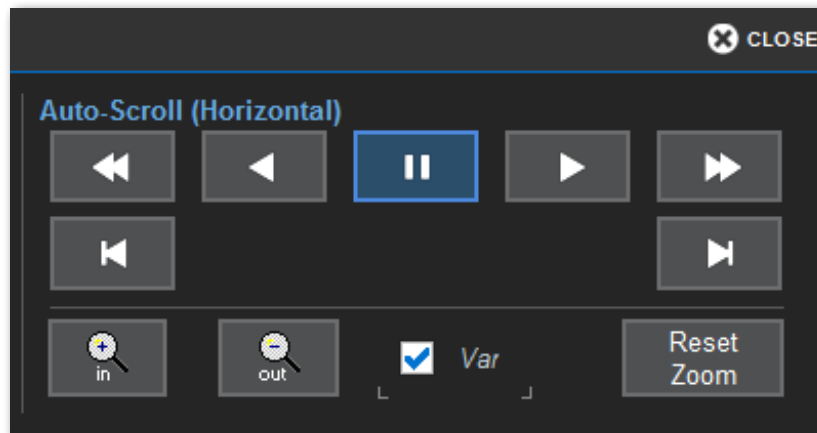 CLOSE
Auto-Scroll (Horizontal)
in
out
Var
Reset
Zoom